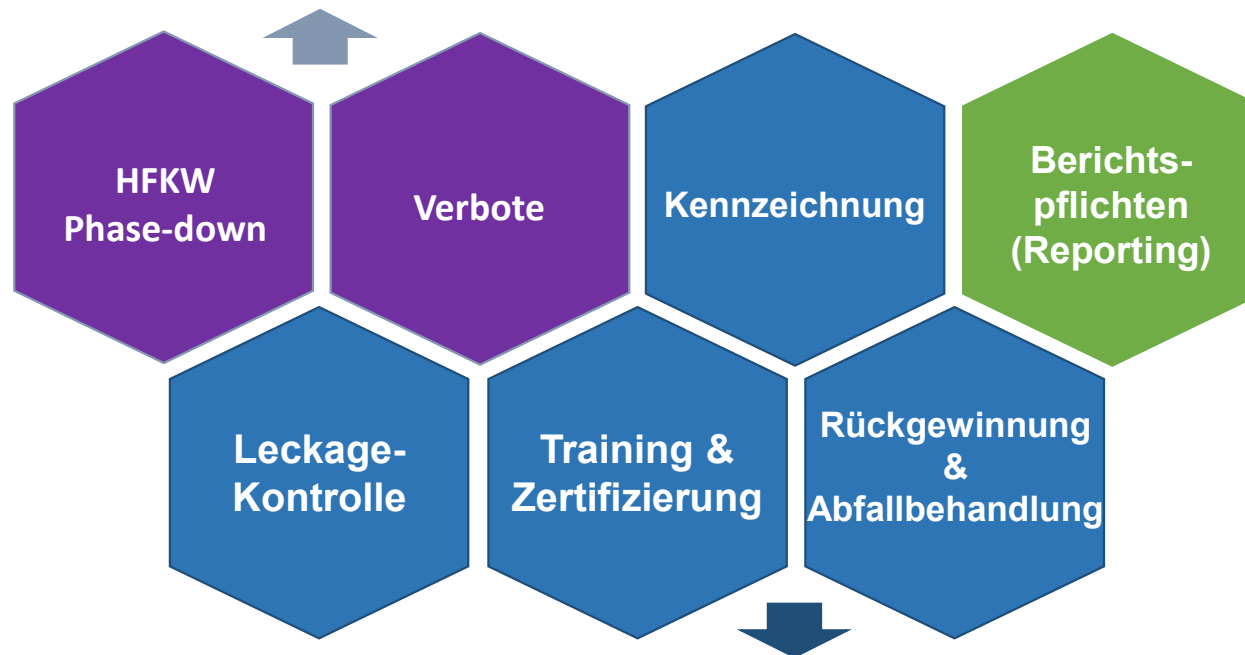 HFKW
Phase-down
Verbote
Kennzeichnung
Berichts-
pflichten
(Reporting)
Leckage-
Kontrolle
Training &
Zertifizierung
Rückgewinnung
&
Abfallbehandlung